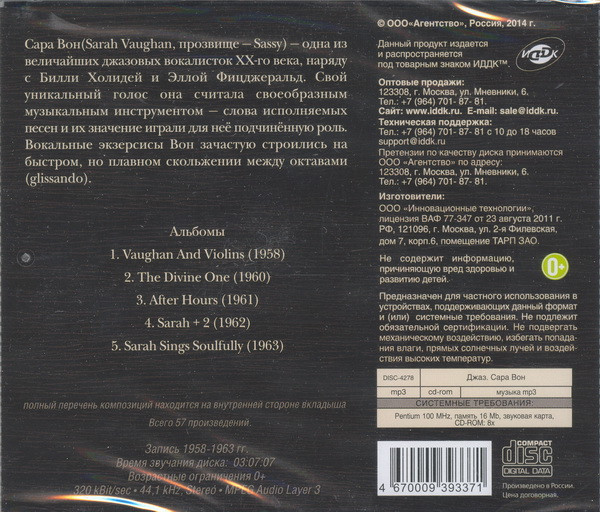 Сара Вон(Sarah Vaughan, прозвище — Sassy) — одна из
величайших джазовых вокалисток XX-го века, наряду
с Билли Холидей и Эллой Фицджеральд. Свой
уникальный голос она считала своеобразным
музыкальным инструментом — слова исполняемых
песен и их значение играли для неё подчинённую роль.
Вокальные экзерсисы Вон зачастую строились на
быстром, но плавном скольжении между октавами
(glissando).
Альбомы
1. Vaughan And Violins (1958)
2. The Divine One (1960)
3. After Hours (1961)
4. Sarah + 2 (1962)
5. Sarah Sings Soulfully (1963)
полный перечень композиций находится на внутренней стороне вкладыша
Всего 57 произведений.
Запись 1958-1963 гг.
Время звучания диска: 03:07:07
Возрастные ограничения 0+
320 kBit/sec • 44,1 kHz, Stereo • MPEG Audio Layer 3
© ООО «Агентство», Россия, 2014 г.
Данный продукт издается
и распространяется
под товарным знаком ИДДК™.
ИДДК
Оптовые продажи:
123308, г. Москва, ул. Мневники, 6.
Тел.: +7 (964) 701- 87- 81.
Сайт: www.iddk.ru. E-mail: sale@iddk.ru.
Техническая поддержка:
Тел.: +7 (964) 701- 87- 81 с 10 до 18 часов
support@iddk.ru
Претензии по качеству диска принимаются
ООО «Агентство» по адресу:
123308, г. Москва, ул. Мневники, 6.
Тел.: +7 (964) 701- 87- 81.
Изготовители:
ООО «Инновационные технологии»,
лицензия ВАФ 77-347 от 23 августа 2011 г.
РФ, 121096, г. Москва, ул. 2-я Филевская,
дом 7, корп.6, помещение ТАРП ЗАО.
Не содержит информацию,
причиняющую вред здоровью и
развитию детей.
0+
Предназначен для частного использования в
устройствах, поддерживающих данный формат
и (или) системные требования. Не подлежит
обязательной сертификации. Не подвергать
механическому воздействию, избегать попада-
ния влаги, прямых солнечных лучей и воздей-
ствия высоких температур.
DISC-4278 Джаз. Сара Вон
mp3 cd-rom музыка mp3
СИСТЕМНЫЕ ТРЕБОВАНИЯ:
Pentium 100 MHz, память 16 Mb, звуковая карта,
CD-ROM: 8x
4 670009 393371
COMPACT
disc
DIGITAL DATA
Произведено в России.
Цена договорная.